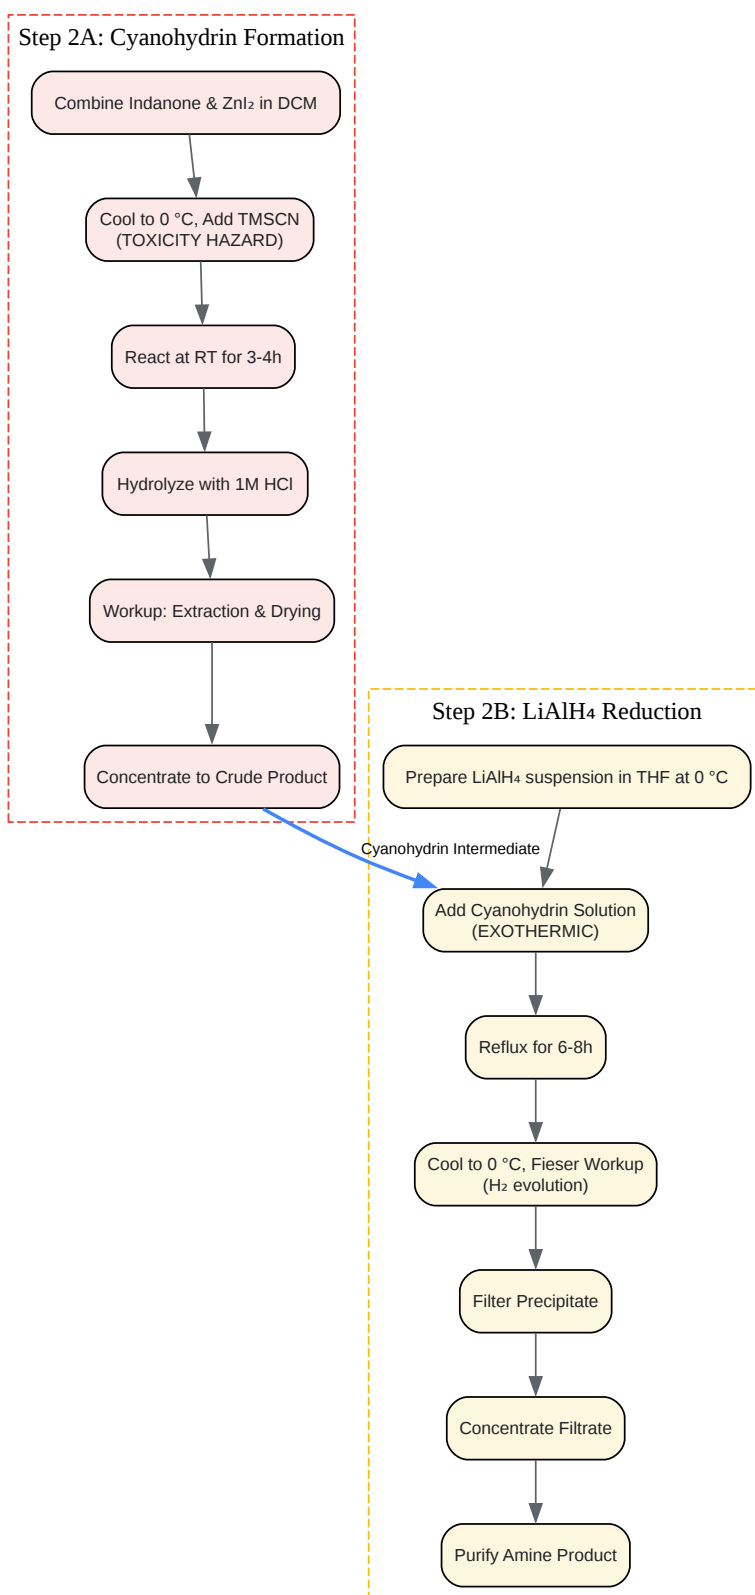 Step 2A: Cyanohydrin Formation
Combine Indanone & ZnI₂ in DCM
Cool to 0 °C, Add TMSCN
(TOXICITY HAZARD)
React at RT for 3-4h
Hydrolyze with 1M HCl
Workup: Extraction & Drying
Concentrate to Crude Product
Cyanohydrin Intermediate
Step 2B: LiAlH₄ Reduction
Prepare LiAlH₄ suspension in THF at 0 °C
Add Cyanohydrin Solution
(EXOTHERMIC)
Reflux for 6-8h
Cool to 0 °C, Fieser Workup
(H₂ evolution)
Filter Precipitate
Concentrate Filtrate
Purify Amine Product